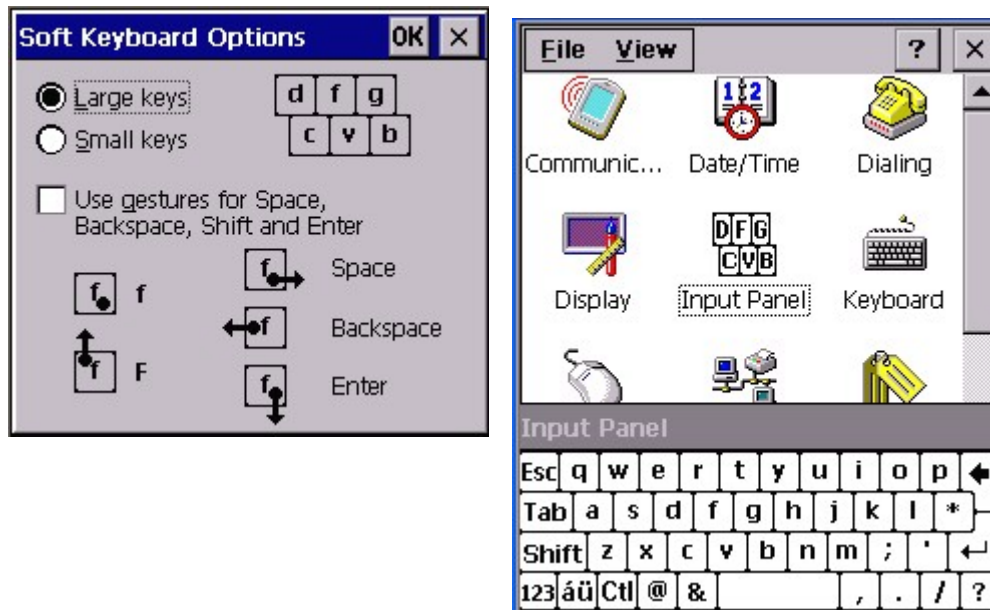 Soft Keyboard Options OK
Large keys
Small keys
d f g
c v b
Use gestures for Space,
Backspace, Shift and Enter
f f
f F
f Space
f Backspace
f Enter
File View ?
1 2
Communic... Date/Time Dialing
DFG
CVB
Display Input Panel Keyboard
Input Panel
Esc q w e r t y u i o p
Tab a s d f g h j k l *
Shift z x c v b n m ; '
123 áü Ctl @ & , . / ?